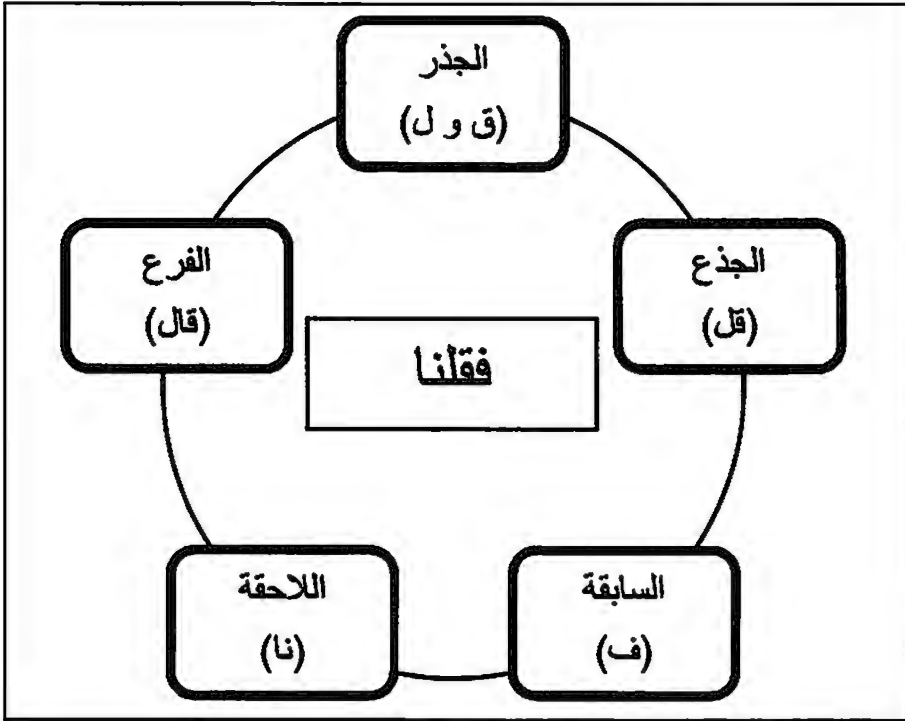 الجذر
(ق و ل)
الجذع
(قل)
الفرع
(قال)
فقلنا
السابقة
(ف)
اللاحقة
(نا)